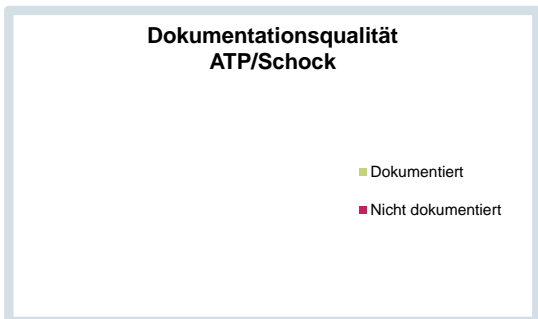 Dokumentationsqualität
ATP/Schock
Dokumentiert
Nicht dokumentiert